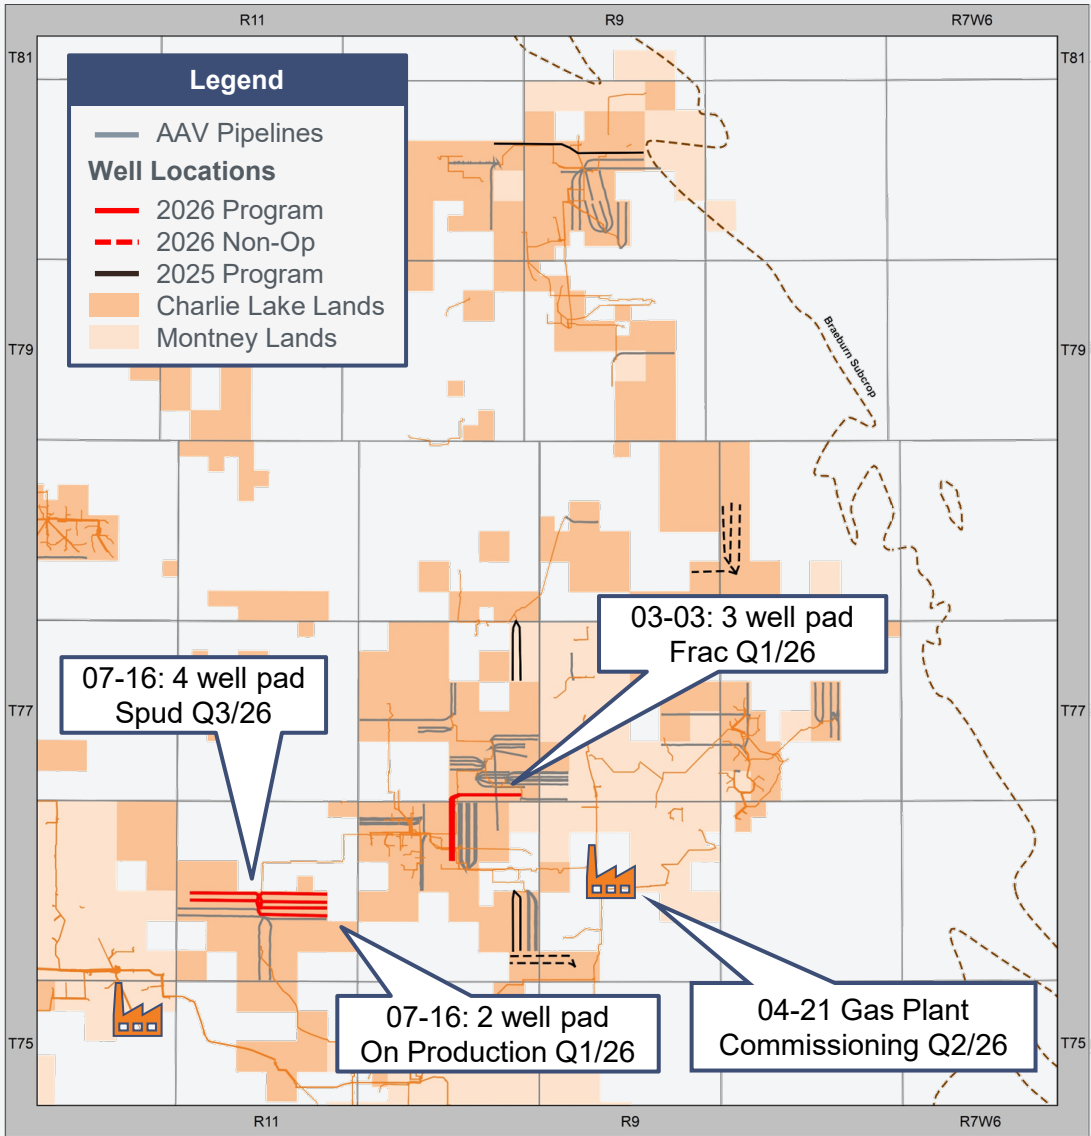 R11 R9 R7W6
T81 T81
Legend
AAV Pipelines
Well Locations
2026 Program
2026 Non-Op
2025 Program
Charlie Lake Lands
Montney Lands
T79 T79
Braeburn Subcrop
03-03: 3 well pad
Frac Q1/26
07-16: 4 well pad
Spud Q3/26
T77 T77
07-16: 2 well pad
On Production Q1/26
04-21 Gas Plant
Commissioning Q2/26
T75 T75
R11 R9 R7W6